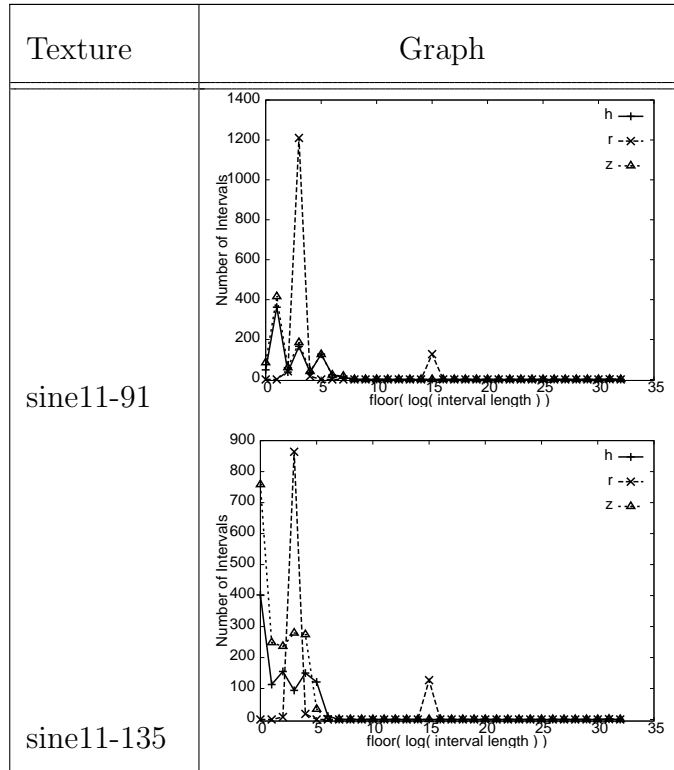 Texture Graph
1400
1200
1000
800
600
400
200
0
Number of Intervals
h
r
z
0 5 10 15 20 25 30 35
floor( log( interval length ) )
sine11-91
900
800
700
600
500
400
300
200
100
0
Number of Intervals
h
r
z
0 5 10 15 20 25 30 35
floor( log( interval length ) )
sine11-135